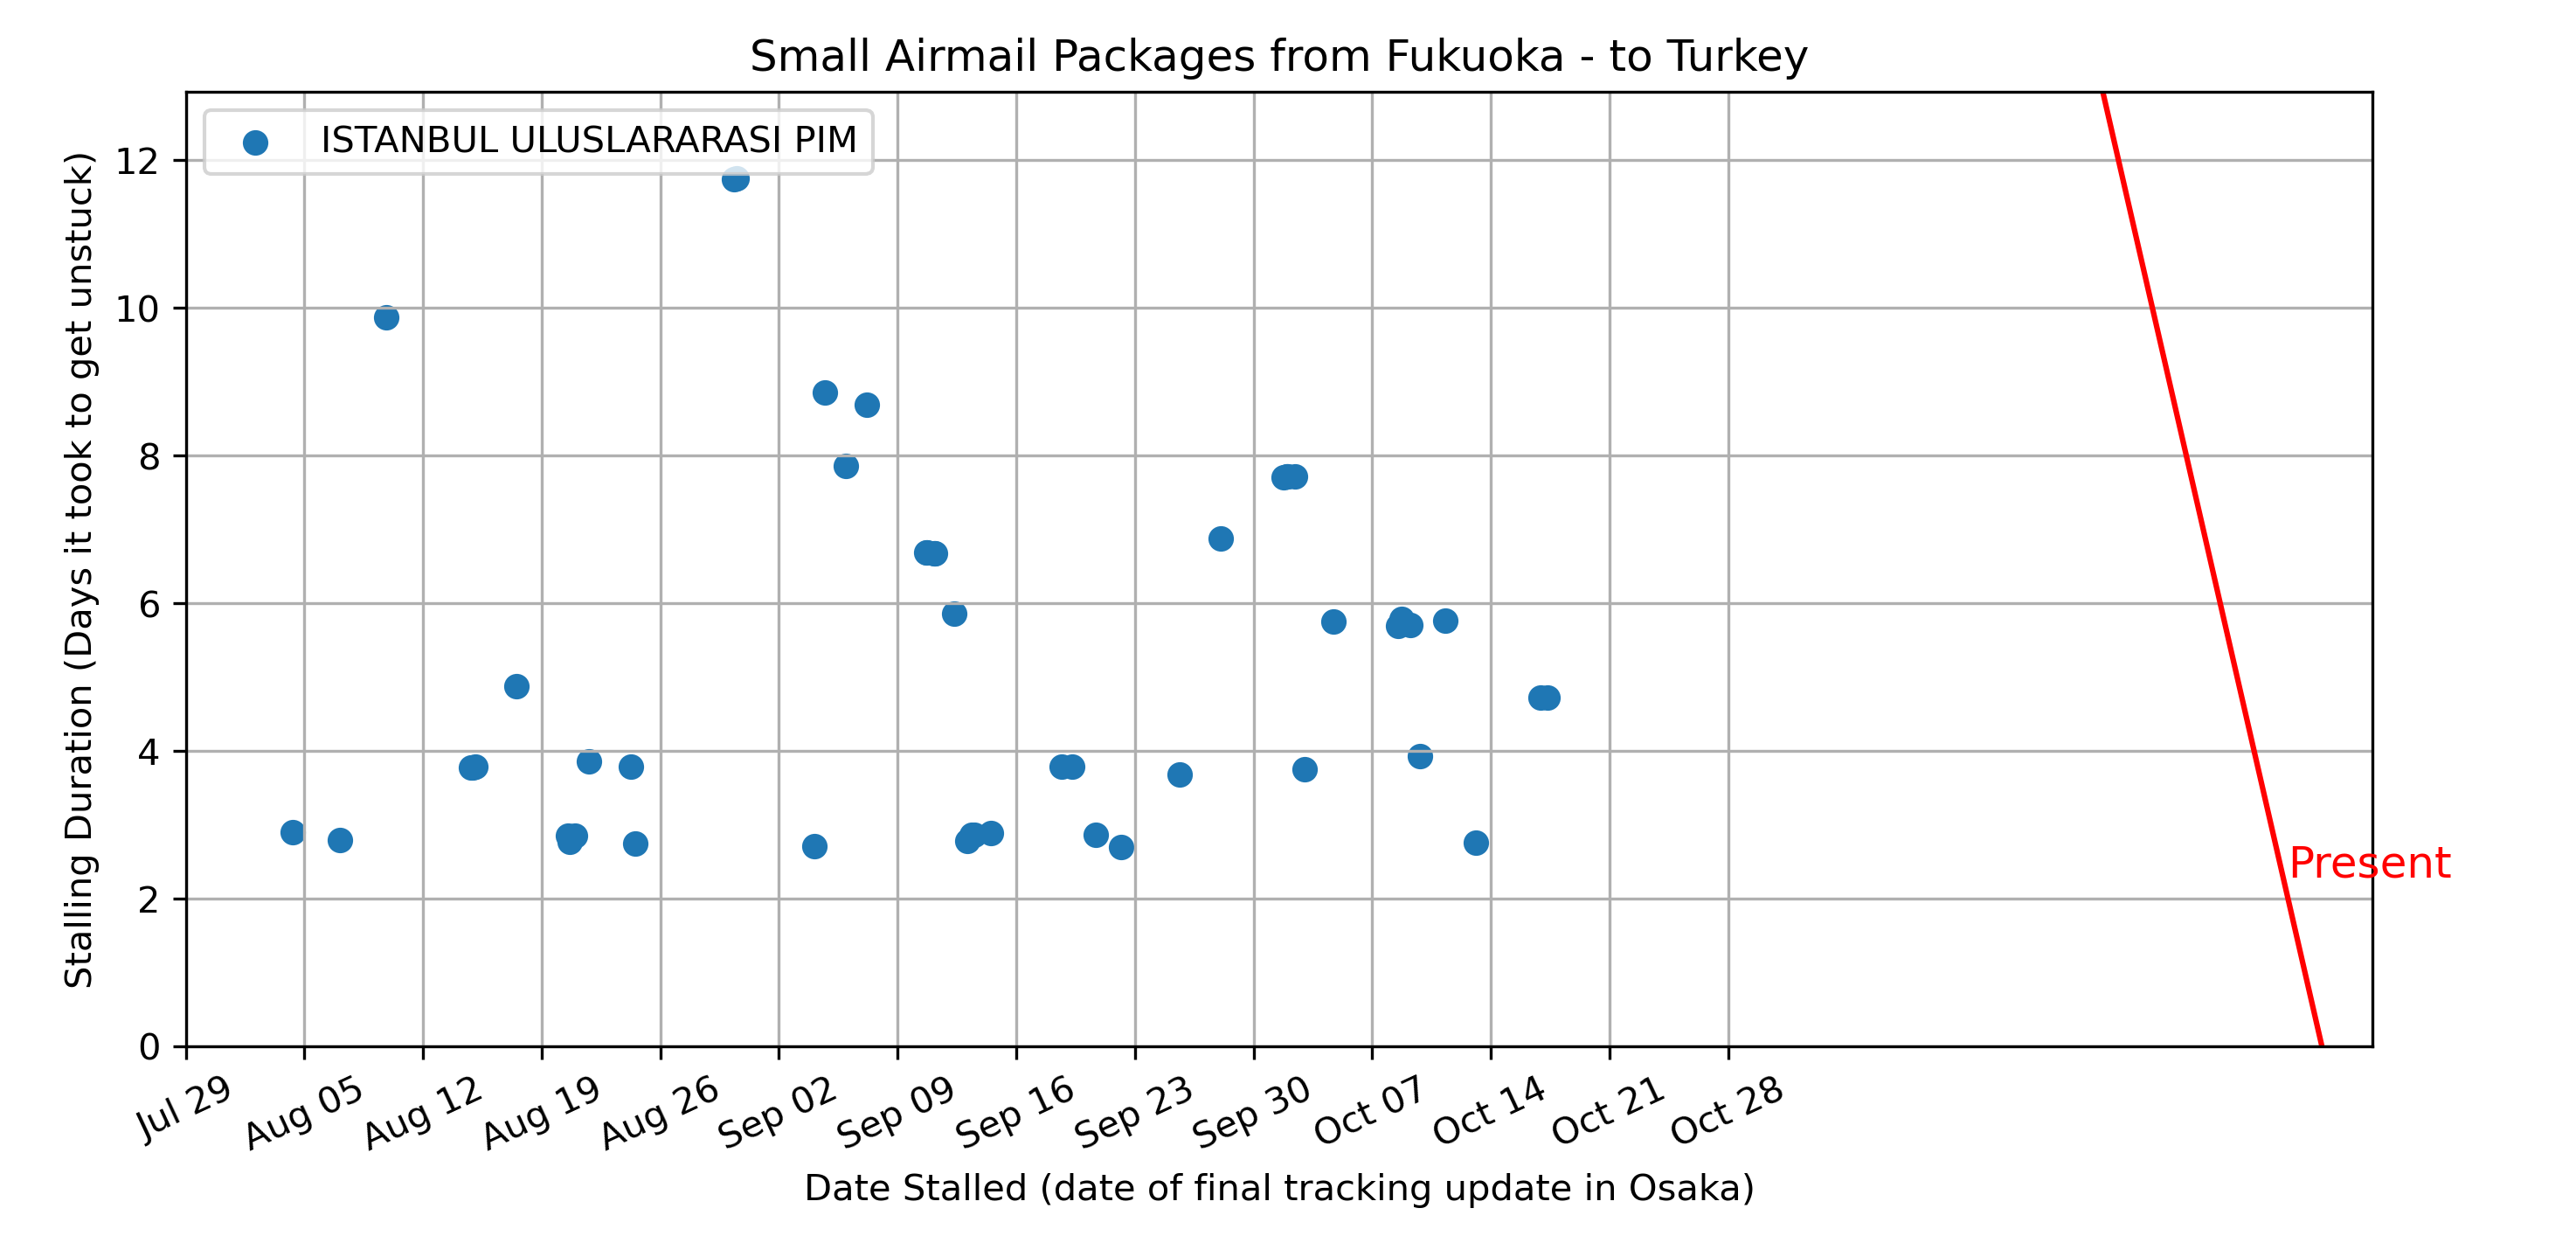 Small Airmail Packages from Fukuoka - to Turkey
ISTANBUL ULUSLARARASI PIM
Stalling Duration (Days it took to get unstuck)
12
10
8
6
4
2
0
Present
Jul 29
Aug 05
Aug 12
Aug 19
Aug 26
Sep 02
Sep 09
Sep 16
Sep 23
Sep 30
Oct 07
Oct 14
Oct 21
Oct 28
Date Stalled (date of final tracking update in Osaka)